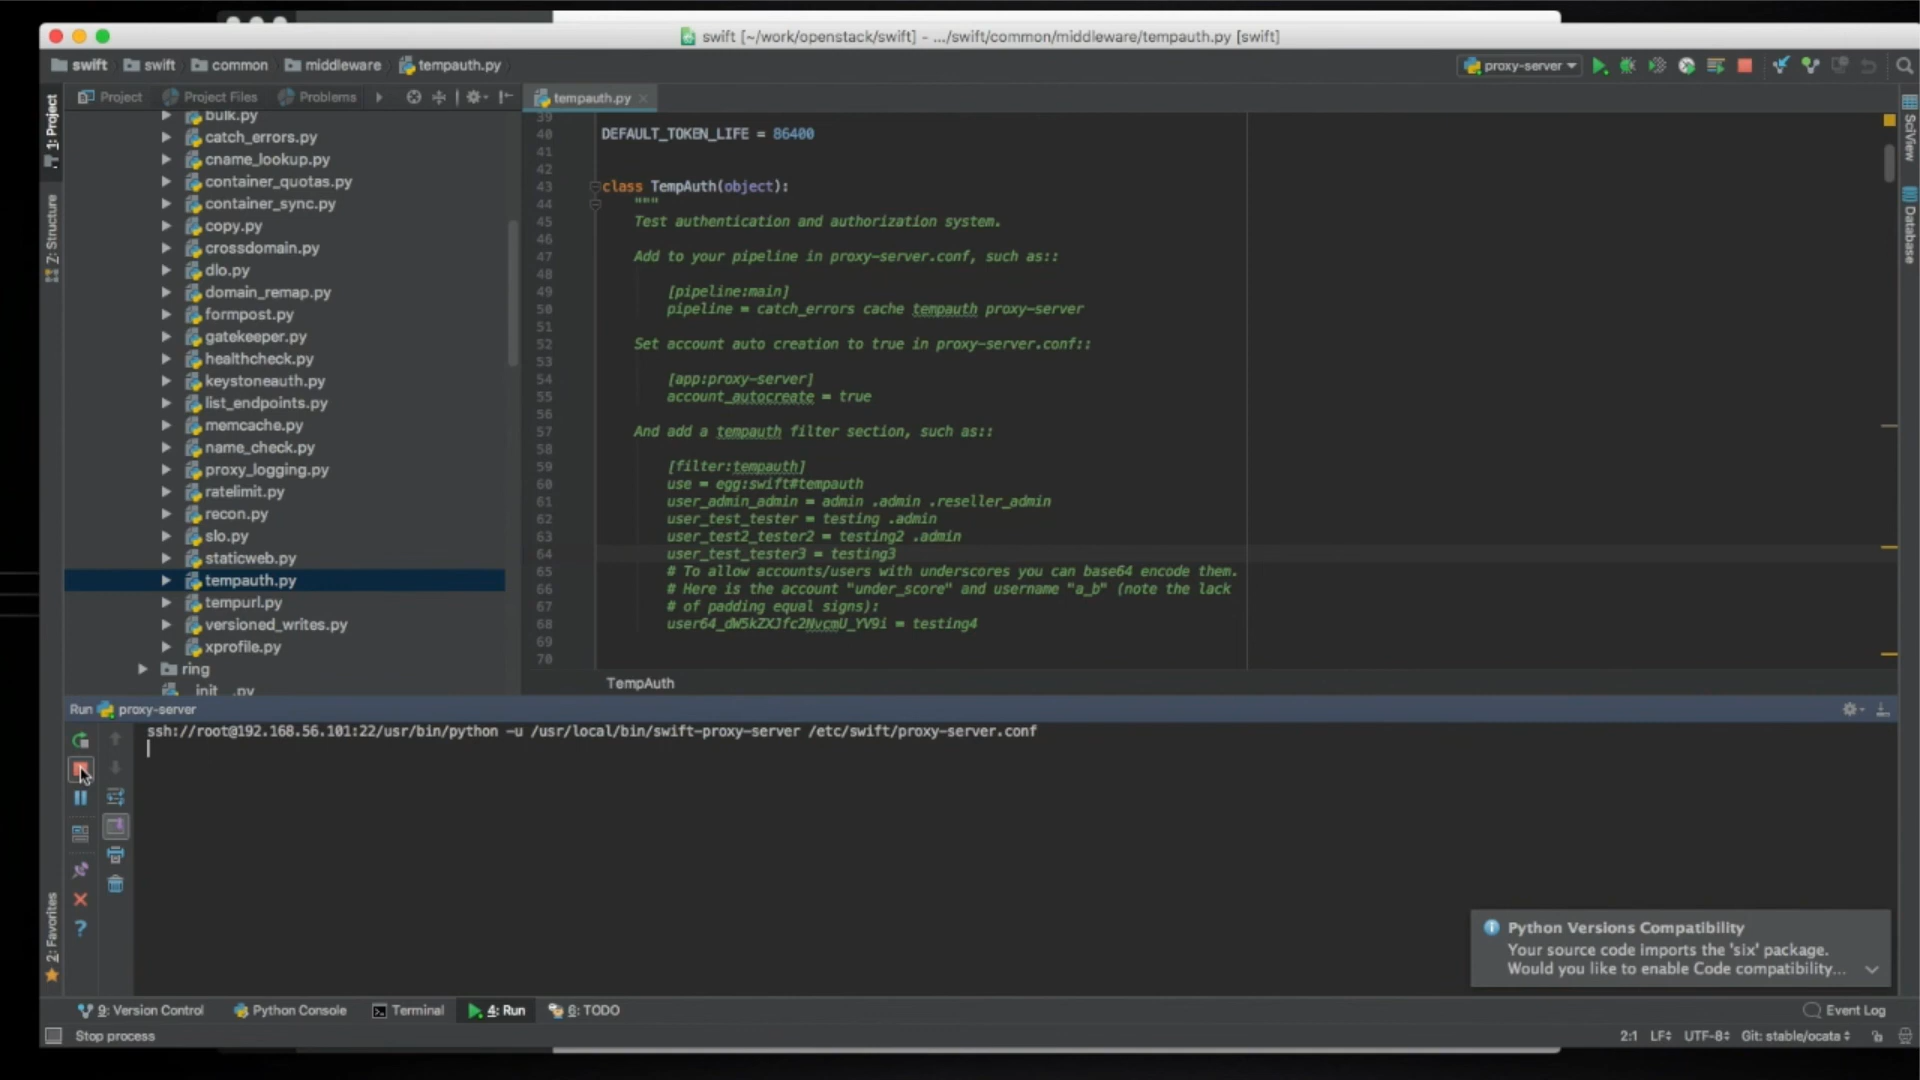 swift [~/work/openstack/swift] - .../swift/common/middleware/tempauth.py [swift]
swift swift common middleware tempauth.py
proxy-server
Project Project Files Problems
tempauth.py
1: Project
Z: Structure
2: Favorites
SciView
Database
bulk.py
catch_errors.py
cname_lookup.py
container_quotas.py
container_sync.py
copy.py
crossdomain.py
dlo.py
domain_remap.py
formpost.py
gatekeeper.py
healthcheck.py
keystoneauth.py
list_endpoints.py
memcache.py
name_check.py
proxy_logging.py
ratelimit.py
recon.py
slo.py
staticweb.py
tempauth.py
tempurl.py
versioned_writes.py
xprofile.py
ring
__init__.py
39
40 DEFAULT_TOKEN_LIFE = 86400
41
42
43 class TempAuth(object):
44 """
45 Test authentication and authorization system.
46
47 Add to your pipeline in proxy-server.conf, such as::
48
49 [pipeline:main]
50 pipeline = catch_errors cache tempauth proxy-server
51
52 Set account auto creation to true in proxy-server.conf::
53
54 [app:proxy-server]
55 account_autocreate = true
56
57 And add a tempauth filter section, such as::
58
59 [filter:tempauth]
60 use = egg:swift#tempauth
61 user_admin_admin = admin .admin .reseller_admin
62 user_test_tester = testing .admin
63 user_test2_tester2 = testing2 .admin
64 user_test_tester3 = testing3
65 # To allow accounts/users with underscores you can base64 encode them.
66 # Here is the account "under_score" and username "a_b" (note the lack
67 # of padding equal signs):
68 user64_dW5kZXJfc2NvcmU_YV9i = testing4
69
70
TempAuth
Run proxy-server
ssh://root@192.168.56.101:22/usr/bin/python -u /usr/local/bin/swift-proxy-server /etc/swift/proxy-server.conf
Python Versions Compatibility
Your source code imports the 'six' package.
Would you like to enable Code compatibility...
9: Version Control Python Console Terminal 4: Run 6: TODO
Event Log
Stop process
2:1 LF UTF-8 Git: stable/ocata